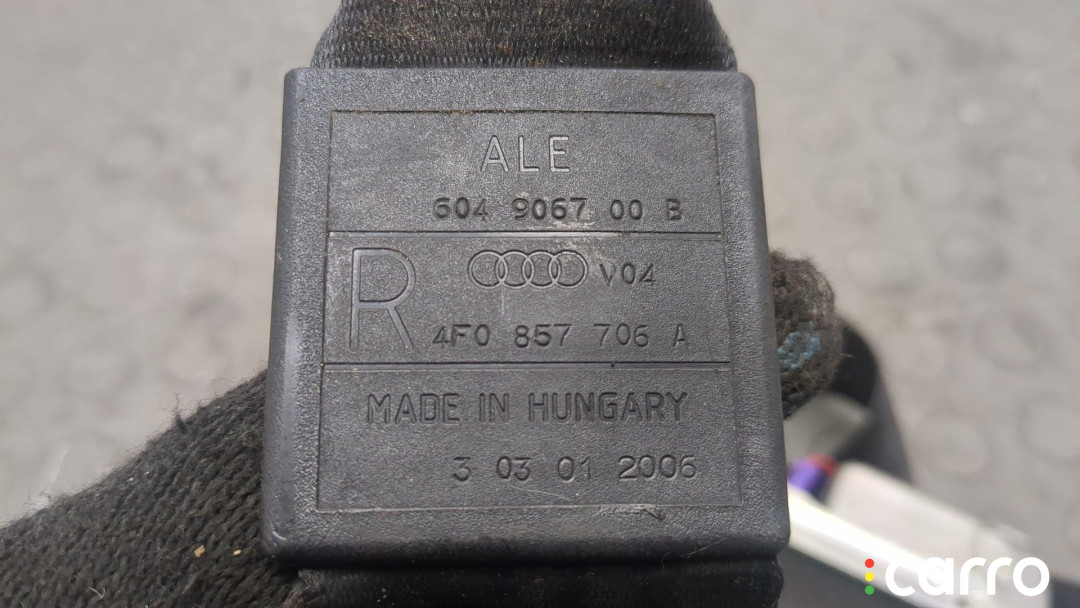 ALE
604 9067 00 B
R V04
4F0 857 706 A
MADE IN HUNGARY
3 03 01 2006
carro